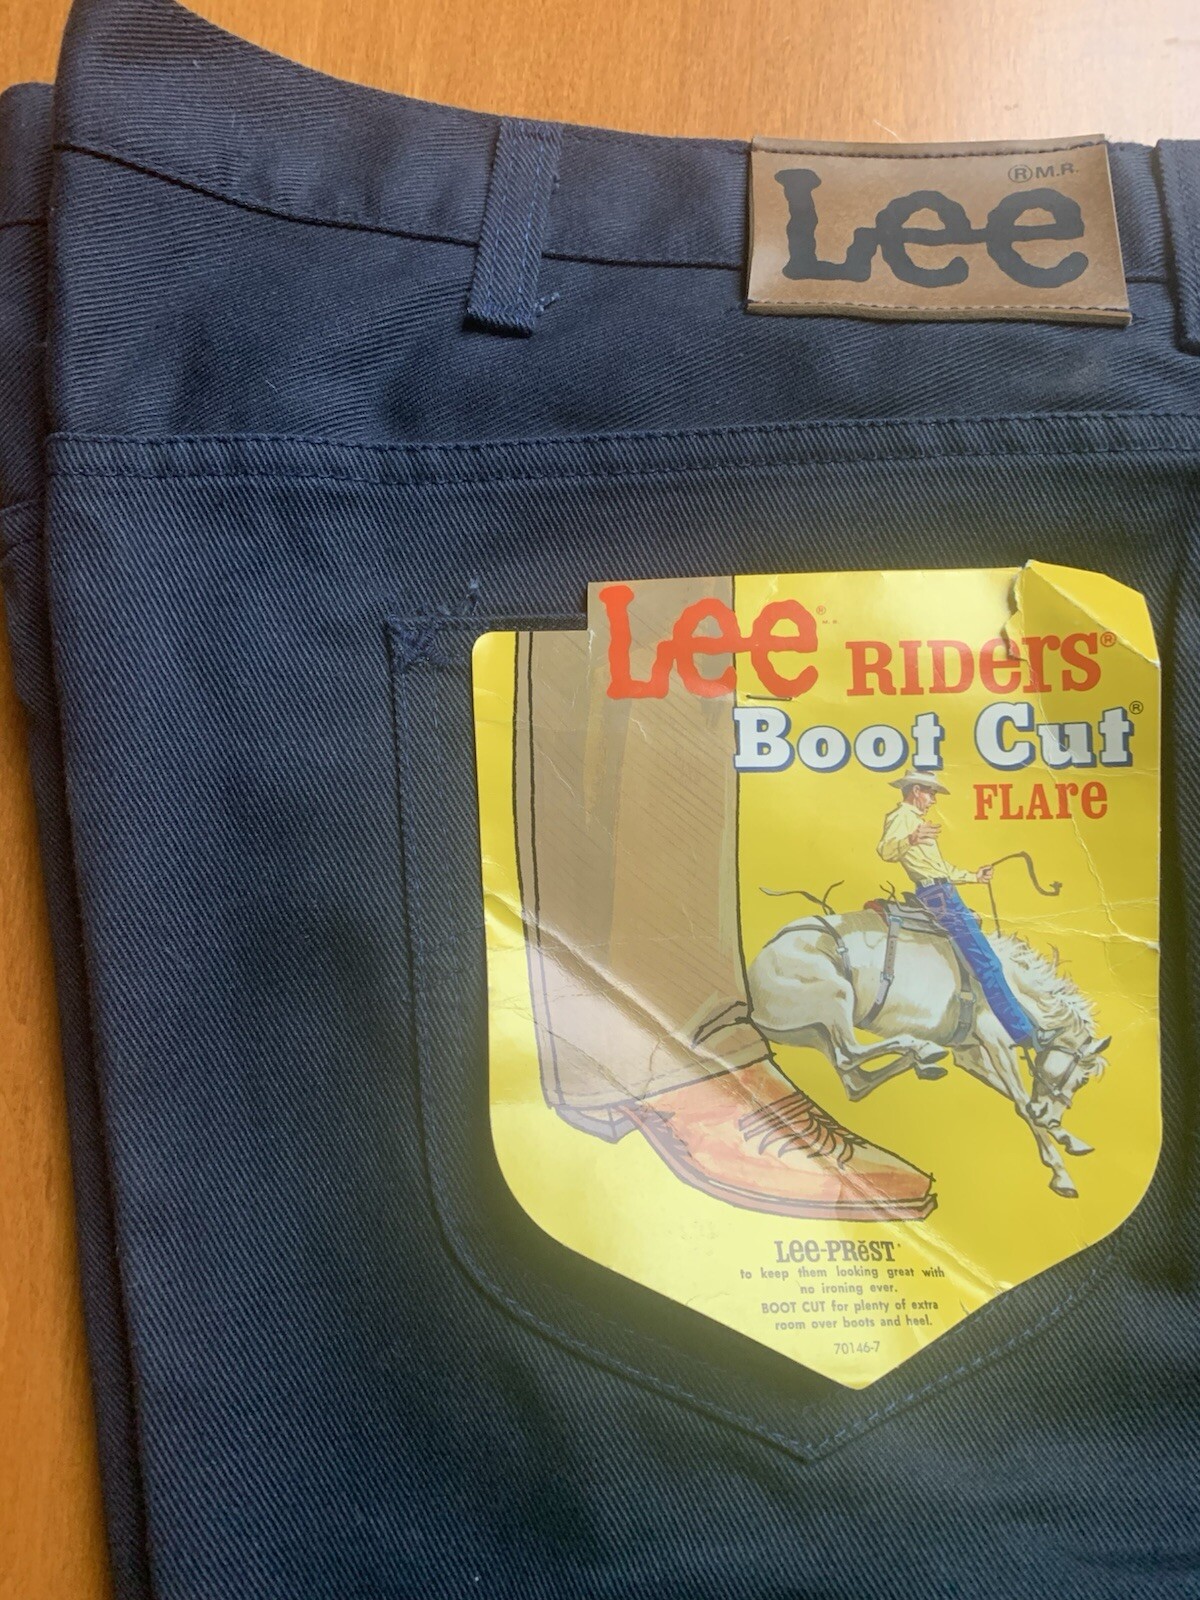 ® M.R.
Lee
Lee®
RIDers®
Boot Cut®
FLAre
Lee-PRĕST
to keep them looking great with
no ironing ever.
BOOT CUT for plenty of extra
room over boots and heel.
70146-7